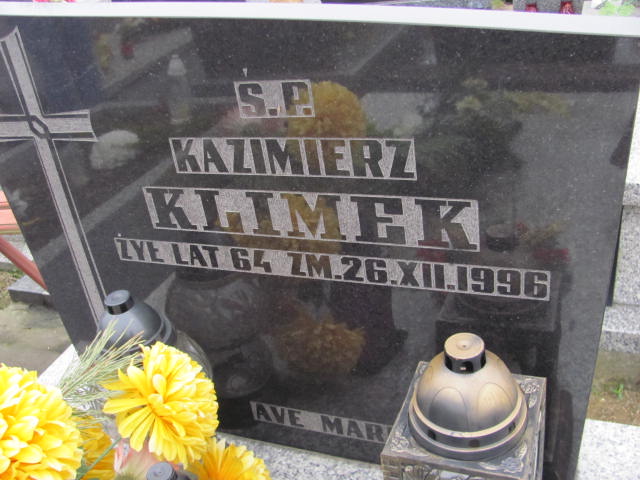 Ś.P.
KAZIMIERZ
KLIMEK
ŻYŁ LAT 64 ZM.26.XII.1996
AVE